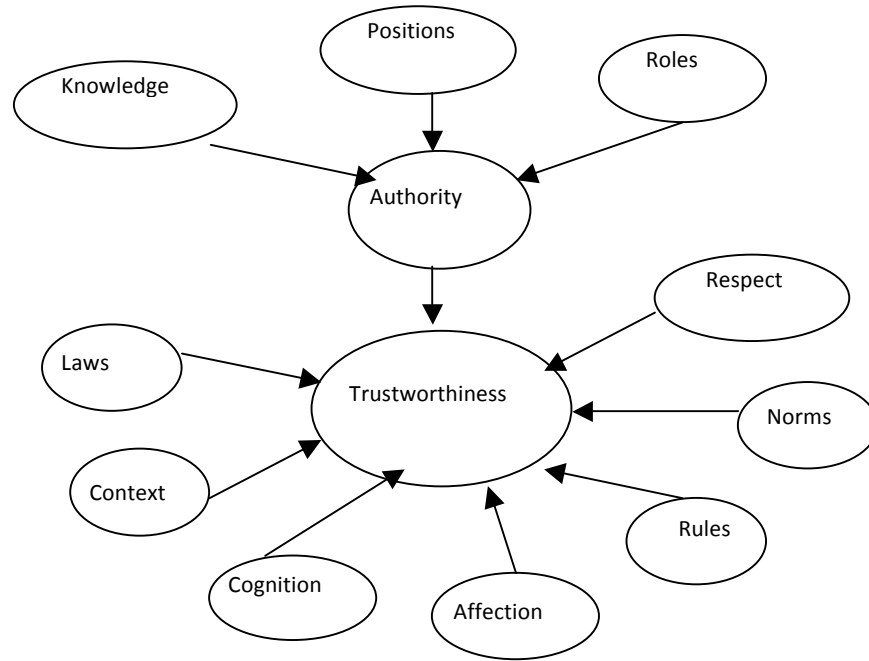 Positions
Roles
Knowledge
Authority
Respect
Laws
Trustworthiness
Norms
Context
Rules
Cognition
Affection